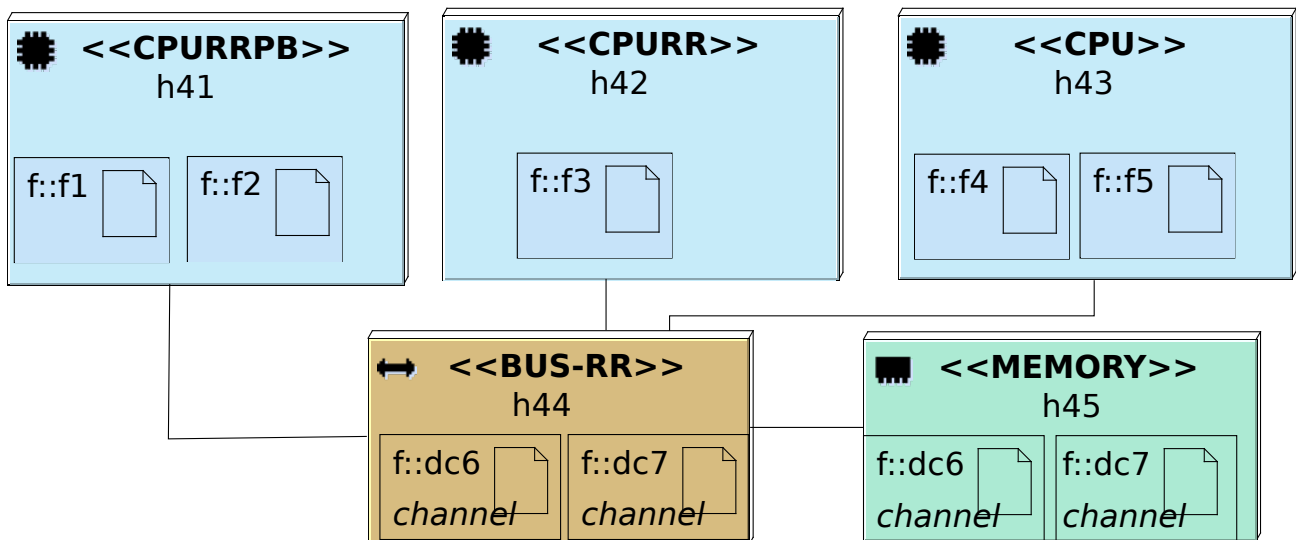 <<CPURRPB>>
h41
f::f1
f::f2
<<CPURR>>
h42
f::f3
<<CPU>>
h43
f::f4
f::f5
<<BUS-RR>>
h44
f::dc6
channel
f::dc7
channel
<<MEMORY>>
h45
f::dc6
channel
f::dc7
channel